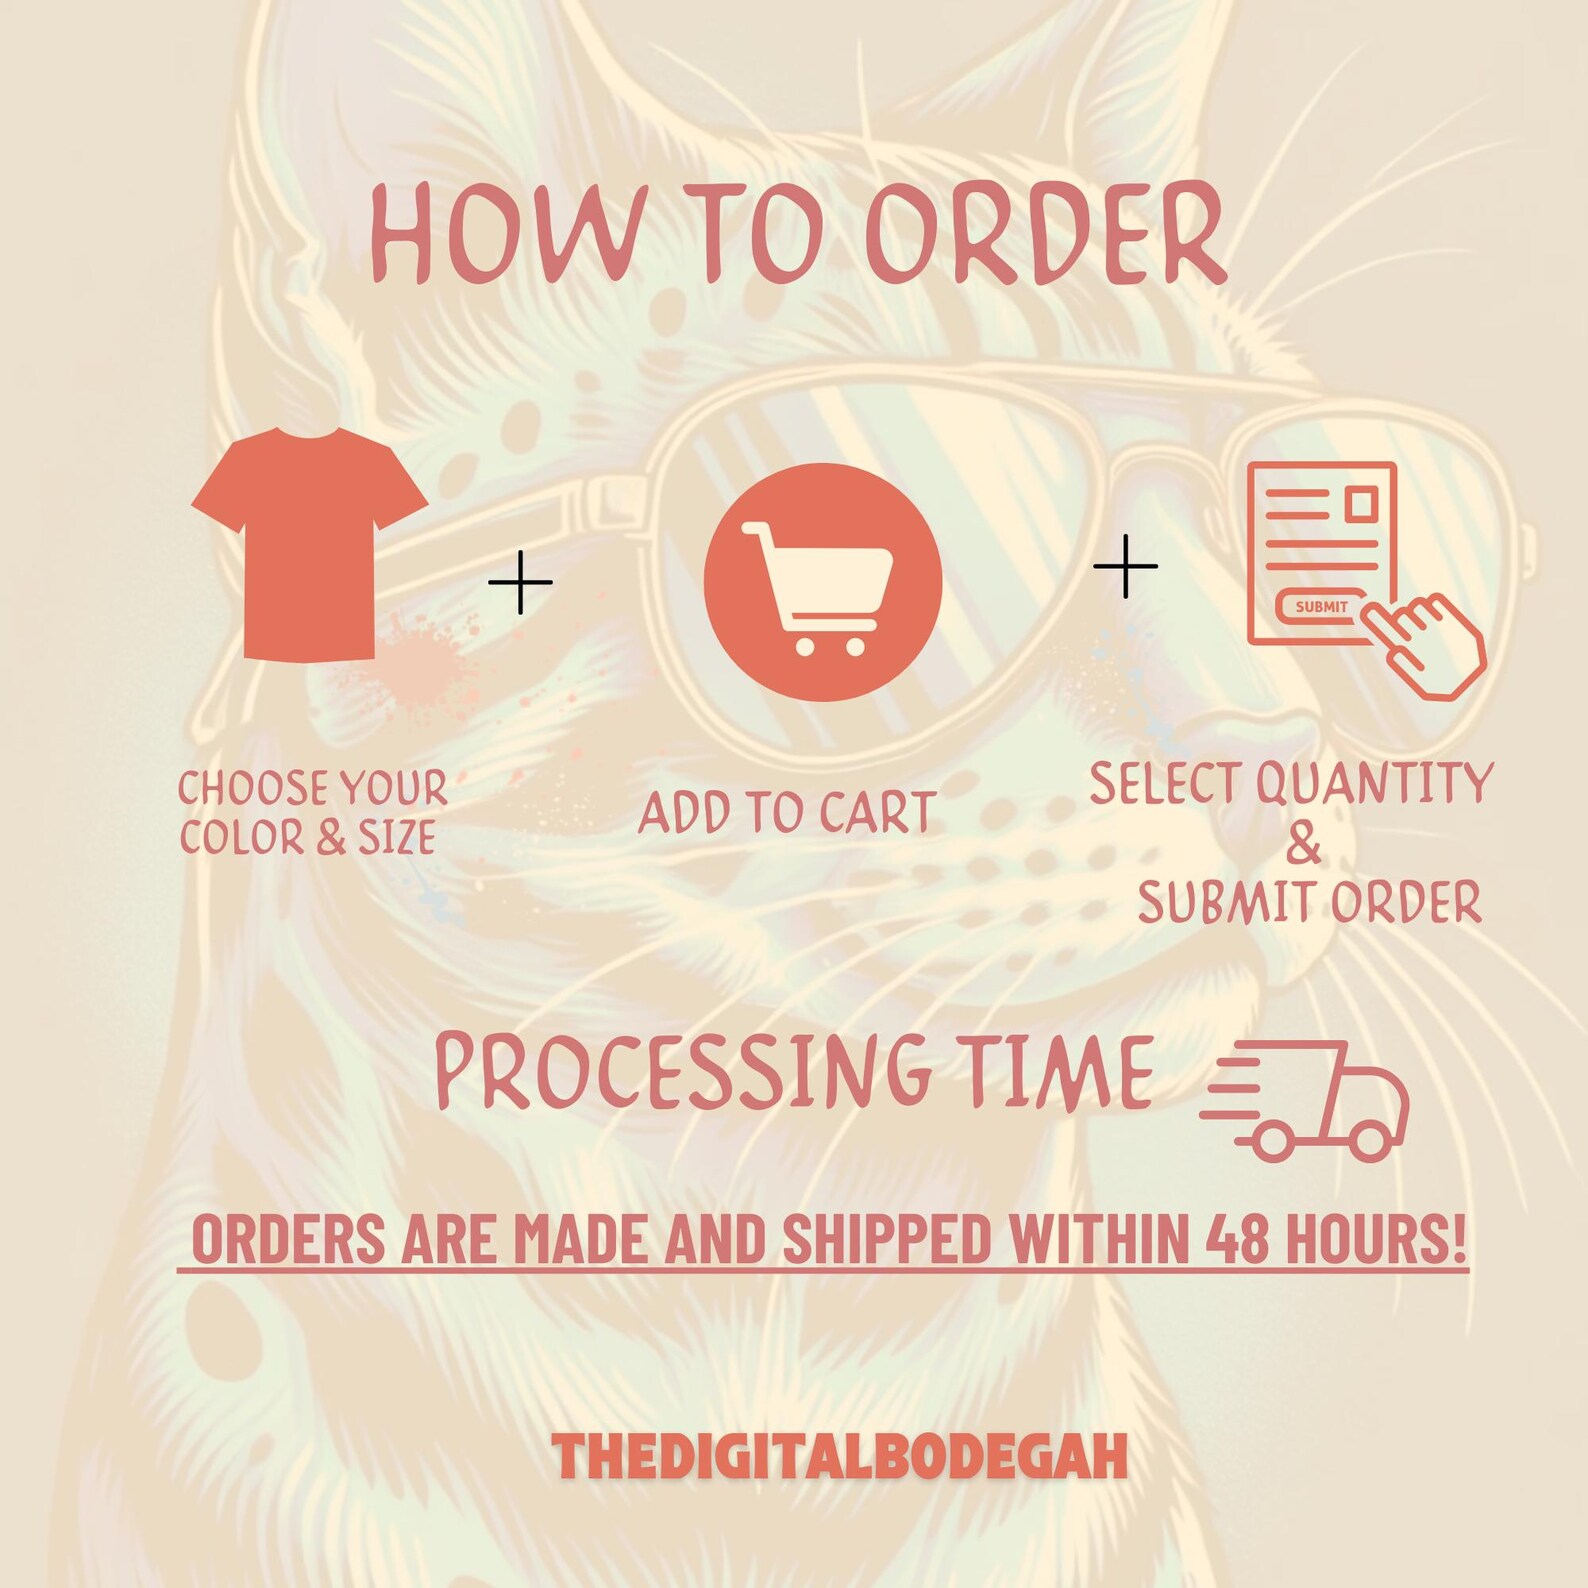 HOW TO ORDER
CHOOSE YOUR
COLOR & SIZE
ADD TO CART
SUBMIT
SELECT QUANTITY
&
SUBMIT ORDER
PROCESSING TIME
ORDERS ARE MADE AND SHIPPED WITHIN 48 HOURS!
THEDIGITALBODEGAH